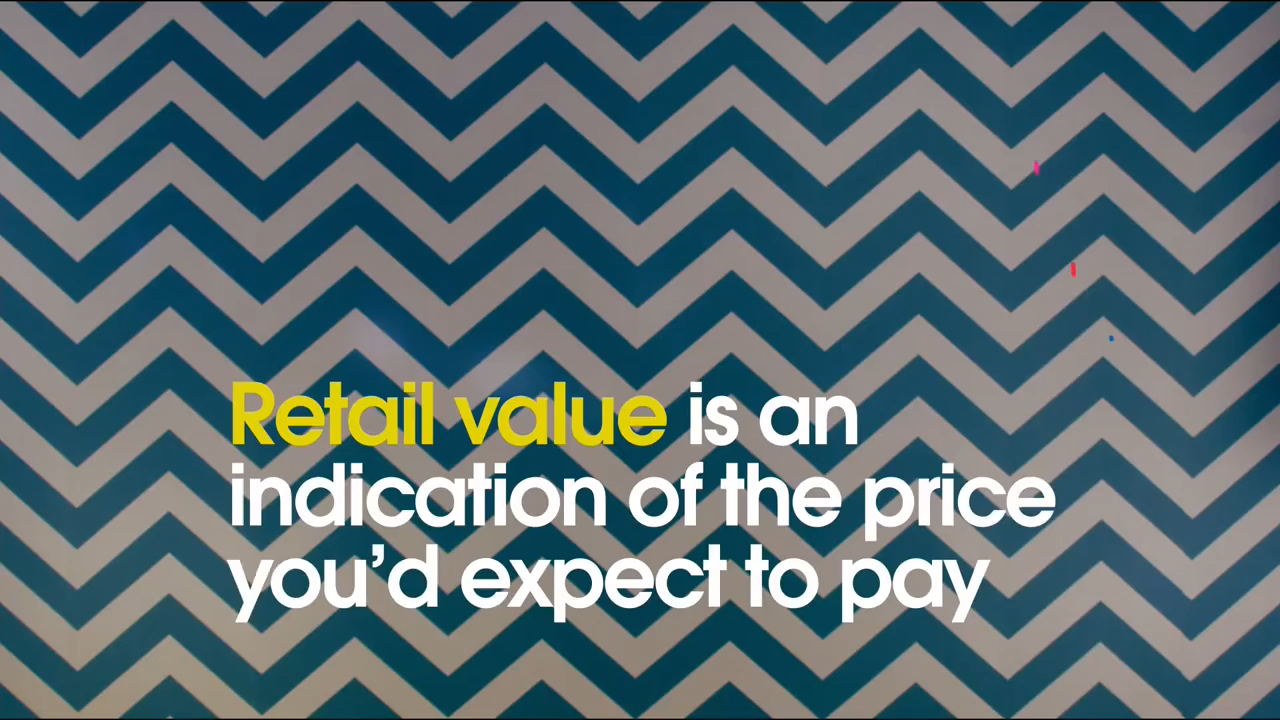 Retail value is an
indication of the price
you'd expect to pay